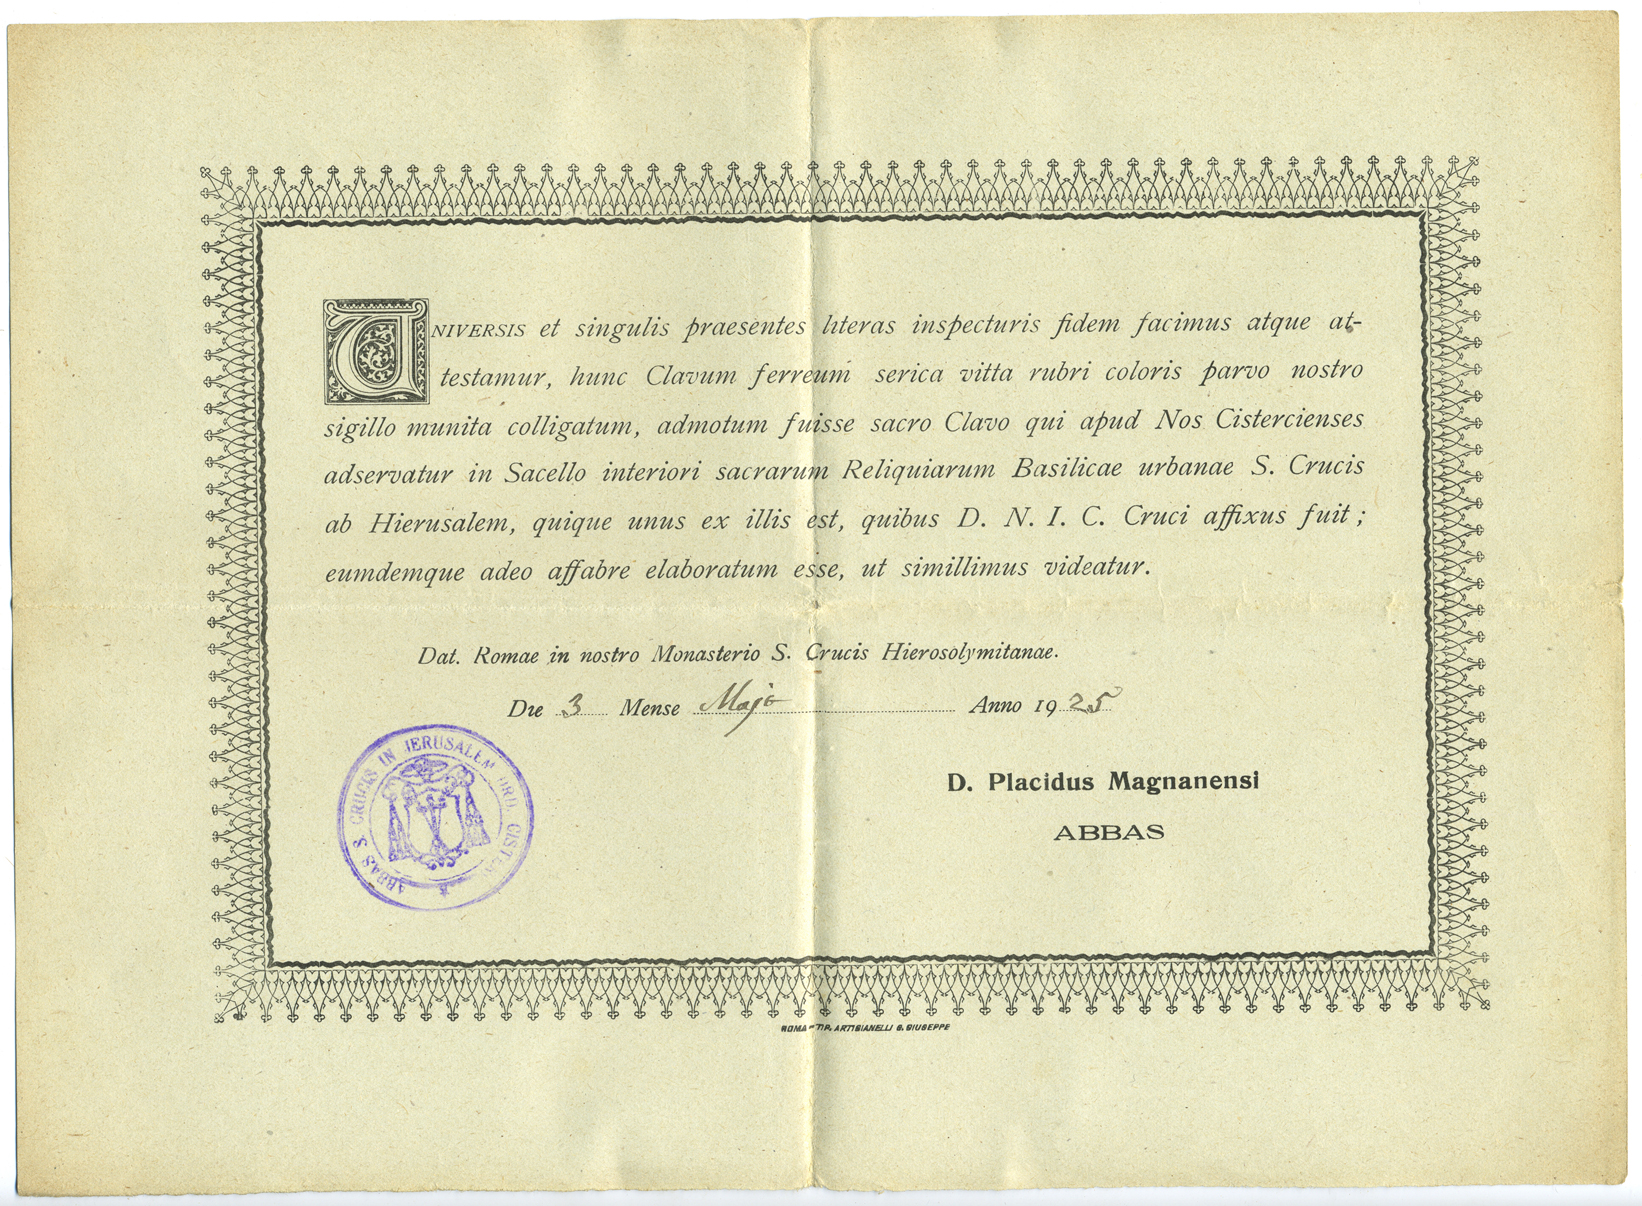 UNIVERSIS et singulis praesentes literas inspecturis fidem facimus atque at-
testamur, hunc Clavum ferreum serica vitta rubri coloris parvo nostro
sigillo munita colligatum, admotum fuisse sacro Clavo qui apud Nos Cistercienses
adservatur in Sacello interiori sacrarum Reliquiarum Basilicae urbanae S. Crucis
ab Hierusalem, quique unus ex illis est, quibus D. N. I. C. Cruci affixus fuit ;
eumdemque adeo affabre elaboratum esse, ut simillimus videatur.
Dat. Romae in nostro Monasterio S. Crucis Hierosolymitanae.
Die 3 Mense Majo Anno 1925
ABBAS S. CRUCIS IN JERUSALEM ORD. CIST.
D. Placidus Magnanensi
ABBAS
ROMA - TIP. ARTIGIANELLI S. GIUSEPPE